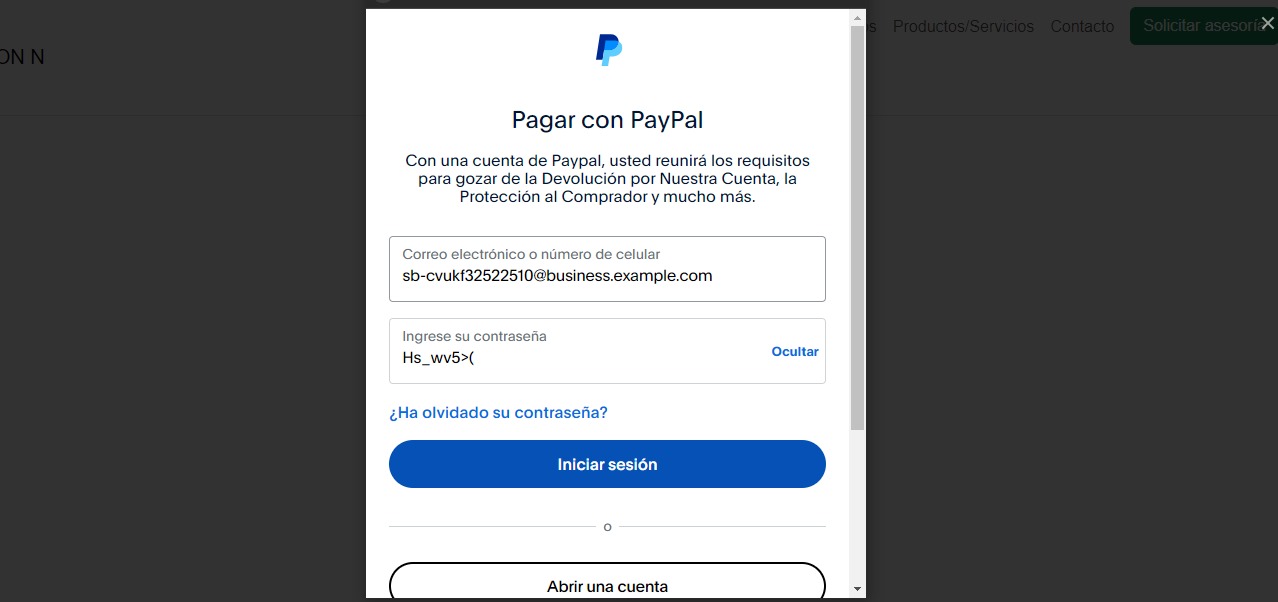 s Productos/Servicios Contacto Solicitar asesoría
ON N
Pagar con PayPal
Con una cuenta de Paypal, usted reunirá los requisitos
para gozar de la Devolución por Nuestra Cuenta, la
Protección al Comprador y mucho más.
Correo electrónico o número de celular
sb-cvukf32522510@business.example.com
Ingrese su contraseña
Hs_wv5>(
Ocultar
¿Ha olvidado su contraseña?
Iniciar sesión
o
Abrir una cuenta